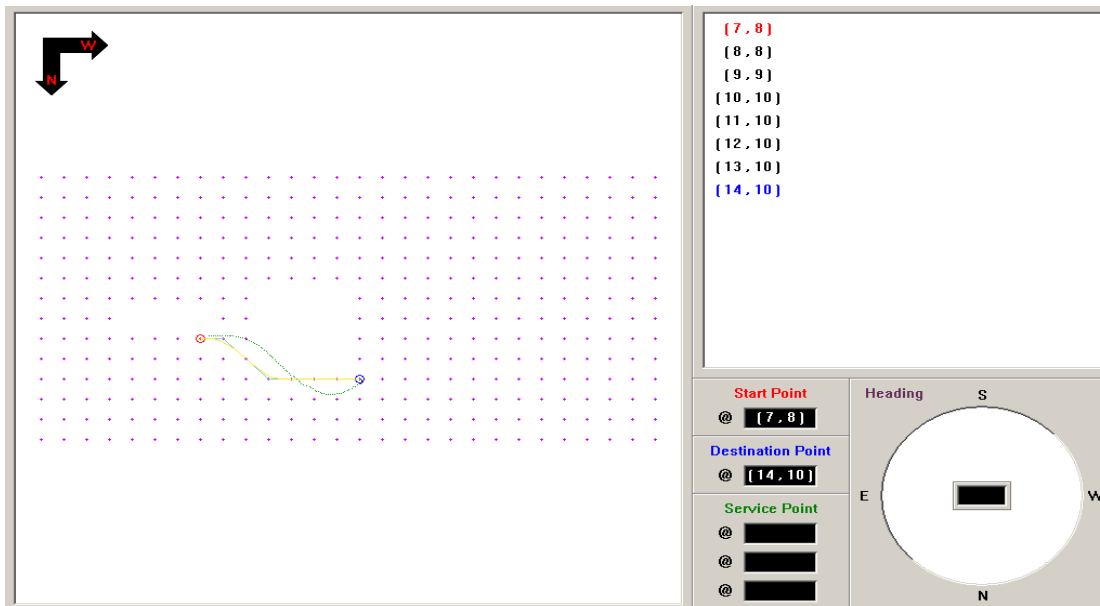 W
N
(7,8)
(8,8)
(9,9)
(10,10)
(11,10)
(12,10)
(13,10)
(14,10)
Start Point
@ (7,8)
Destination Point
@ (14,10)
Service Point
@
@
@
Heading
S
E
W
N